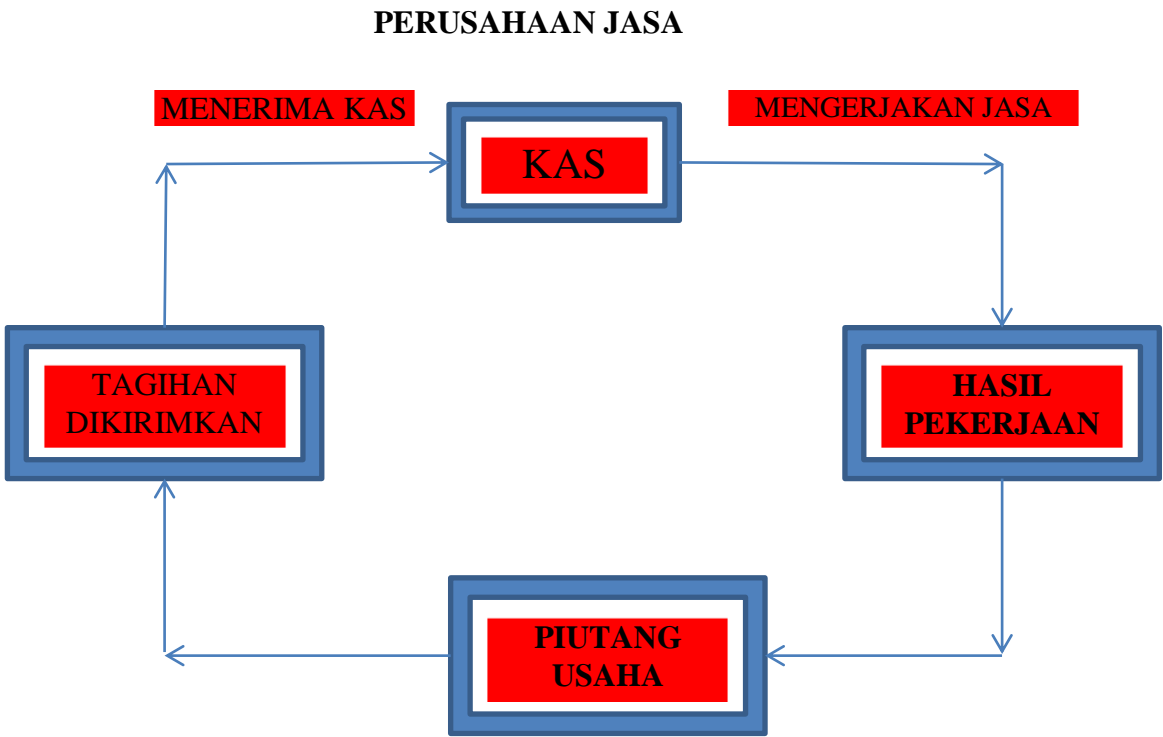 PERUSAHAAN JASA
MENERIMA KAS
MENGERJAKAN JASA
KAS
TAGIHAN
DIKIRIMKAN
HASIL
PEKERJAAN
PIUTANG
USAHA